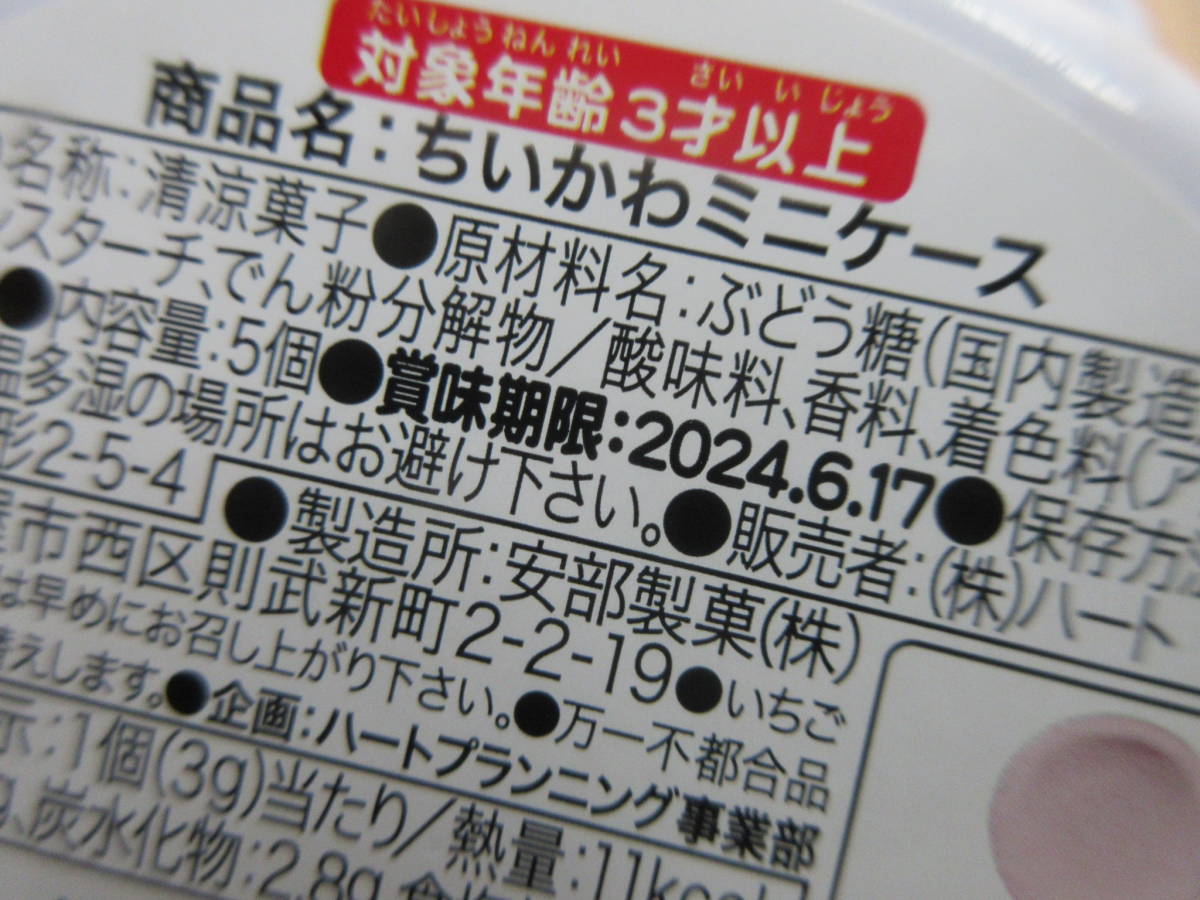 たいしょうねんれい さいいじょう
対象年齢3才以上
商品名：ちいかわミニケース
名称：清涼菓子●原材料名：ぶどう糖(国内製造
スターチ、でん粉分解物／酸味料、香料、着色料(ア
●内容量：5個●賞味期限：2024.6.17●保存方法
温多湿の場所はお避け下さい。●販売者：(株)ハート
形2-5-4 ●製造所：安部製菓(株)
屋市西区則武新町2-2-19●いちご
は早めにお召し上がり下さい。●万一不都合品
替えします。●企画：ハートプランニング事業部
示：1個(3g)当たり／熱量：11kcal
g、炭水化物：2.8g